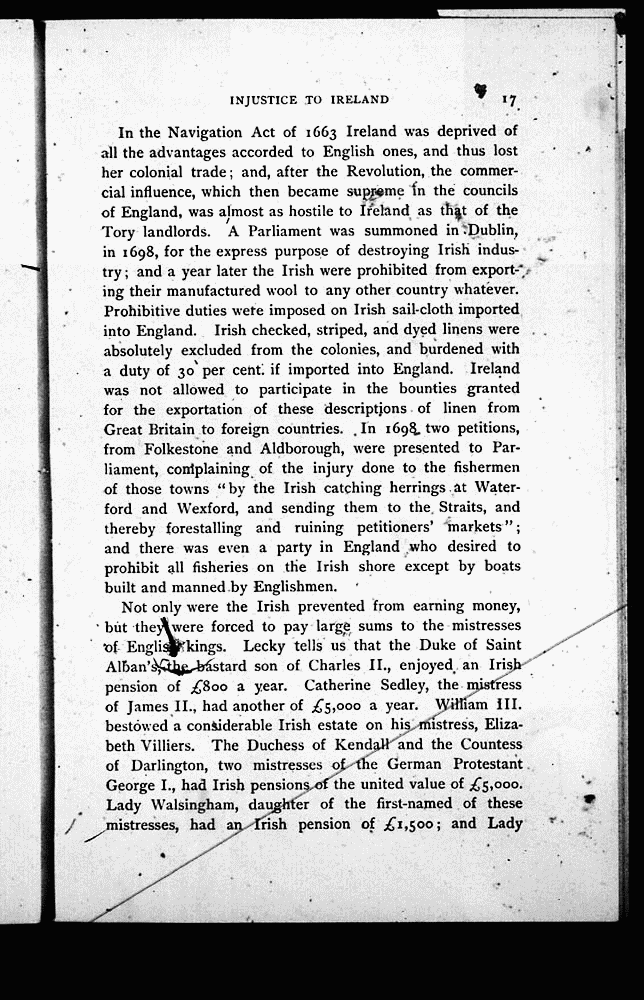 INJUSTICE TO IRELAND 17
In the Navigation Act of 1663 Ireland was deprived of
all the advantages accorded to English ones, and thus lost
her colonial trade; and, after the Revolution, the commer-
cial influence, which then became supreme in the councils
of England, was almost as hostile to Ireland as that of the
Tory landlords. A Parliament was summoned in Dublin,
in 1698, for the express purpose of destroying Irish indus-
try; and a year later the Irish were prohibited from export-
ing their manufactured wool to any other country whatever.
Prohibitive duties were imposed on Irish sail-cloth imported
into England. Irish checked, striped, and dyed linens were
absolutely excluded from the colonies, and burdened with
a duty of 30 per cent. if imported into England. Ireland
was not allowed to participate in the bounties granted
for the exportation of these descriptions of linen from
Great Britain to foreign countries. In 1698 two petitions,
from Folkestone and Aldborough, were presented to Par-
liament, complaining of the injury done to the fishermen
of those towns "by the Irish catching herrings at Water-
ford and Wexford, and sending them to the Straits, and
thereby forestalling and ruining petitioners' markets";
and there was even a party in England who desired to
prohibit all fisheries on the Irish shore except by boats
built and manned by Englishmen.
Not only were the Irish prevented from earning money,
but they were forced to pay large sums to the mistresses
of English kings. Lecky tells us that the Duke of Saint
Alban's, the bastard son of Charles II., enjoyed an Irish
pension of £800 a year. Catherine Sedley, the mistress
of James II., had another of £5,000 a year. William III.
bestowed a considerable Irish estate on his mistress, Eliza-
beth Villiers. The Duchess of Kendall and the Countess
of Darlington, two mistresses of the German Protestant
George I., had Irish pensions of the united value of £5,000.
Lady Walsingham, daughter of the first-named of these
mistresses, had an Irish pension of £1,500; and Lady